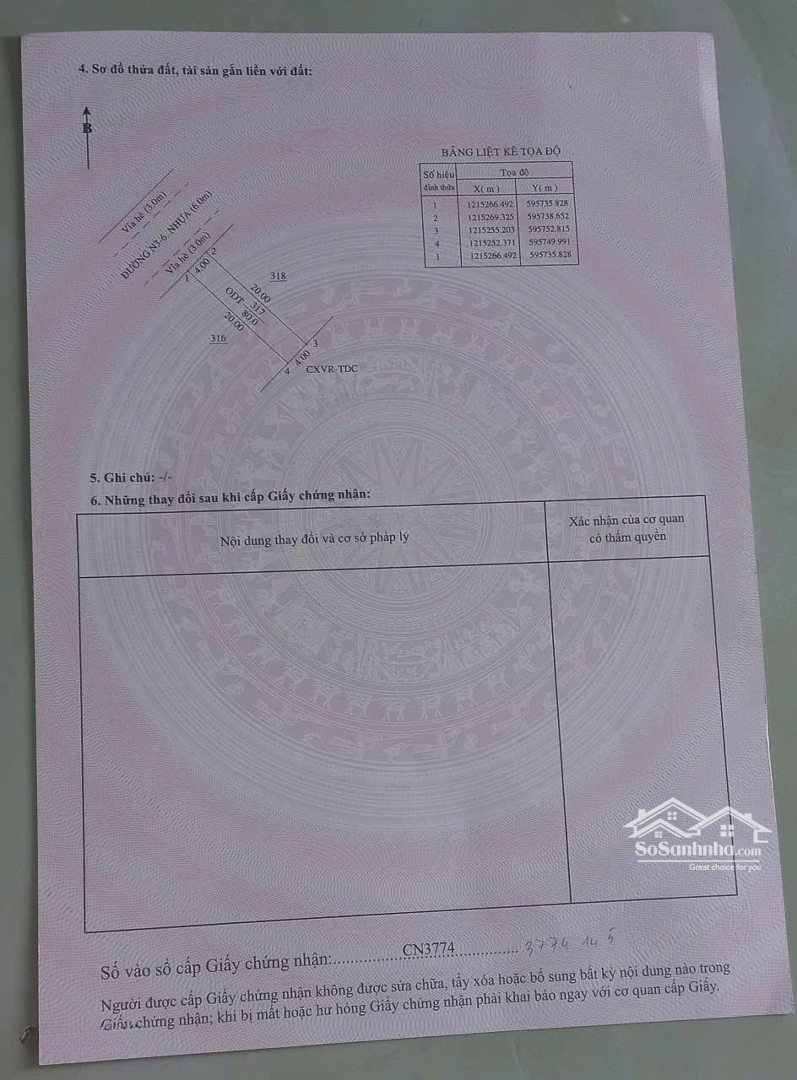 4. Sơ đồ thửa đất, tài sản gắn liền với đất:
B
BẢNG LIỆT KÊ TỌA ĐỘ
Số hiệu đỉnh thửa Tọa độ
X( m ) Y( m )
1 1215266.492 595735.828
2 1215269.325 595738.652
3 1215255.203 595752.815
4 1215252.371 595749.991
1 1215266.492 595735.828
Vỉa hè (3.0m)
ĐƯỜNG N3-6, NHỰA (6.0m)
Vỉa hè (3.0m)
1
4.00
2
318
20.00
ODT 317
80.0
20.00
316
3
4.00
4
CXVR-TDC
5. Ghi chú: -/-
6. Những thay đổi sau khi cấp Giấy chứng nhận:
Nội dung thay đổi và cơ sở pháp lý
Xác nhận của cơ quan
có thẩm quyền
SoSanhnha.com
Great choice for you
Số vào sổ cấp Giấy chứng nhận: CN3774 3774 14 5
Người được cấp Giấy chứng nhận không được sửa chữa, tẩy xóa hoặc bổ sung bất kỳ nội dung nào trong
Giấy chứng nhận; khi bị mất hoặc hư hỏng Giấy chứng nhận phải khai báo ngay với cơ quan cấp Giấy.